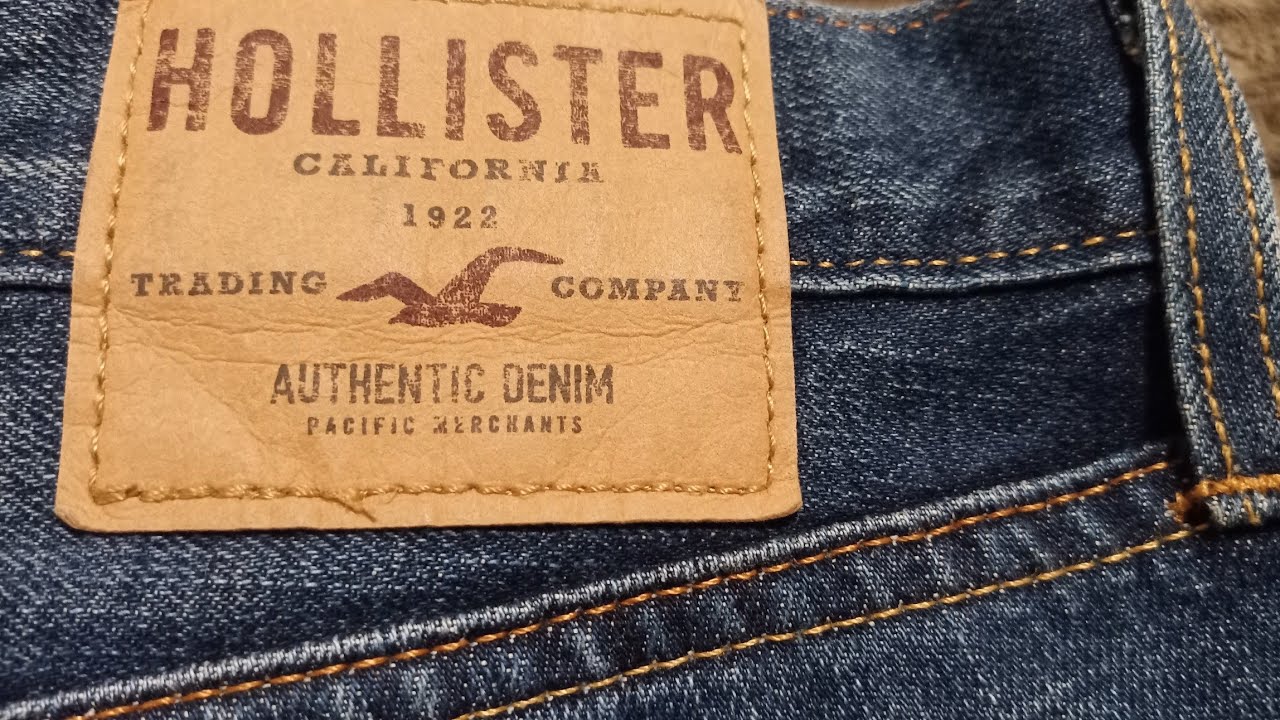 HOLLISTER
CALIFORNIA
1922
TRADING COMPANY
AUTHENTIC DENIM
PACIFIC MERCHANTS